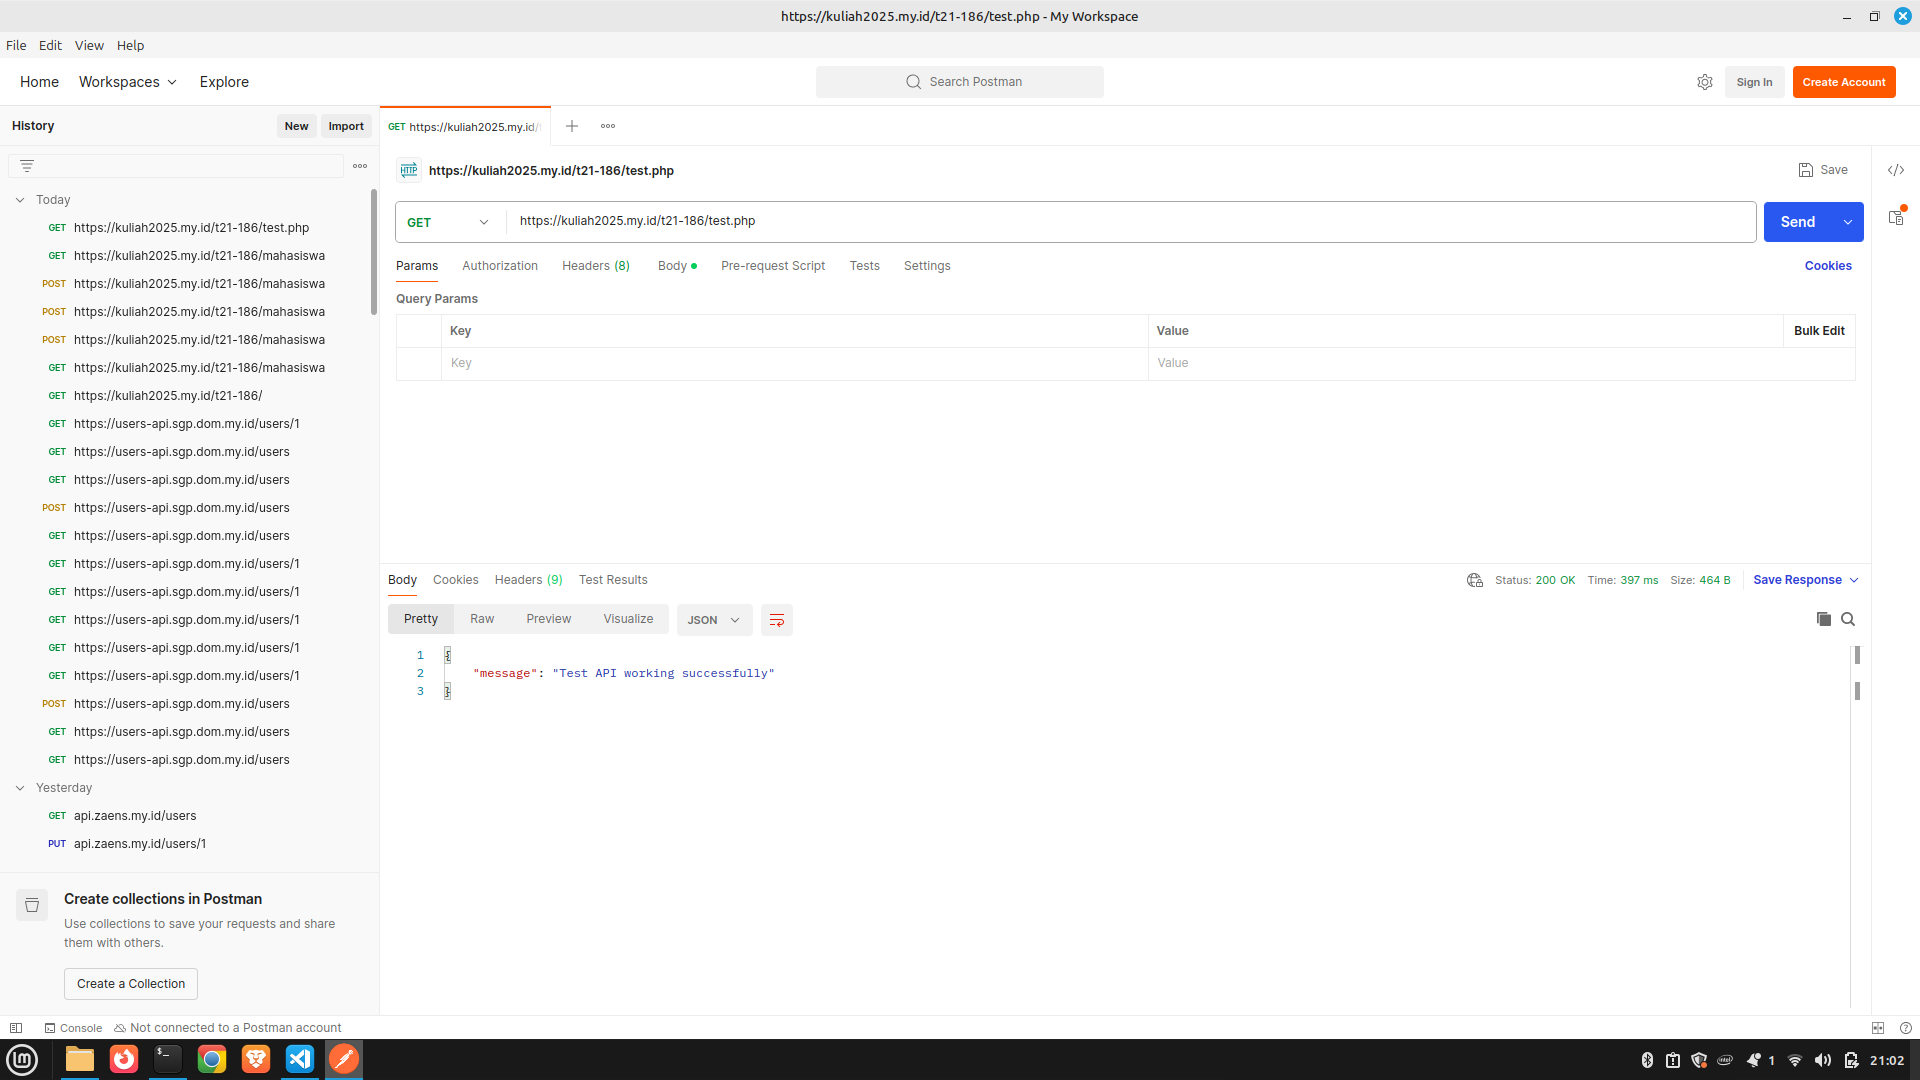 https://kuliah2025.my.id/t21-186/test.php - My Workspace
File Edit View Help
Home Workspaces Explore
Search Postman
Sign In
Create Account
History
New
Import
GET https://kuliah2025.my.id/
https://kuliah2025.my.id/t21-186/test.php
Save
GET https://kuliah2025.my.id/t21-186/test.php
Send
Params Authorization Headers (8) Body Pre-request Script Tests Settings
Cookies
Query Params
Key Value Bulk Edit
Key Value
Today
GET https://kuliah2025.my.id/t21-186/test.php
GET https://kuliah2025.my.id/t21-186/mahasiswa
POST https://kuliah2025.my.id/t21-186/mahasiswa
POST https://kuliah2025.my.id/t21-186/mahasiswa
POST https://kuliah2025.my.id/t21-186/mahasiswa
GET https://kuliah2025.my.id/t21-186/mahasiswa
GET https://kuliah2025.my.id/t21-186/
GET https://users-api.sgp.dom.my.id/users/1
GET https://users-api.sgp.dom.my.id/users
GET https://users-api.sgp.dom.my.id/users
POST https://users-api.sgp.dom.my.id/users
GET https://users-api.sgp.dom.my.id/users
GET https://users-api.sgp.dom.my.id/users/1
GET https://users-api.sgp.dom.my.id/users/1
GET https://users-api.sgp.dom.my.id/users/1
GET https://users-api.sgp.dom.my.id/users/1
GET https://users-api.sgp.dom.my.id/users/1
POST https://users-api.sgp.dom.my.id/users
GET https://users-api.sgp.dom.my.id/users
GET https://users-api.sgp.dom.my.id/users
Yesterday
GET api.zaens.my.id/users
PUT api.zaens.my.id/users/1
Create collections in Postman
Use collections to save your requests and share
them with others.
Create a Collection
Body Cookies Headers (9) Test Results
Status: 200 OK Time: 397 ms Size: 464 B
Save Response
Pretty Raw Preview Visualize
JSON
1 {
2 "message": "Test API working successfully"
3 }
Console
Not connected to a Postman account
1
21:02